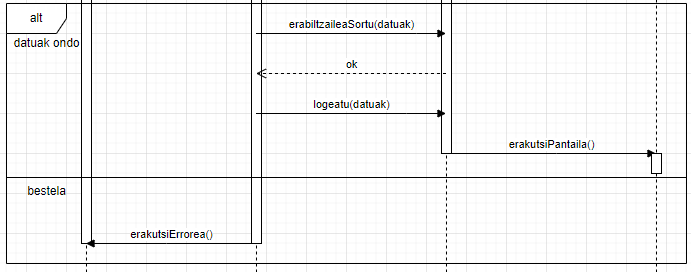 alt
datuak ondo
erabiltzaileaSortu(datuak)
ok
logeatu(datuak)
erakutsiPantaila()
bestela
erakutsiErrorea()